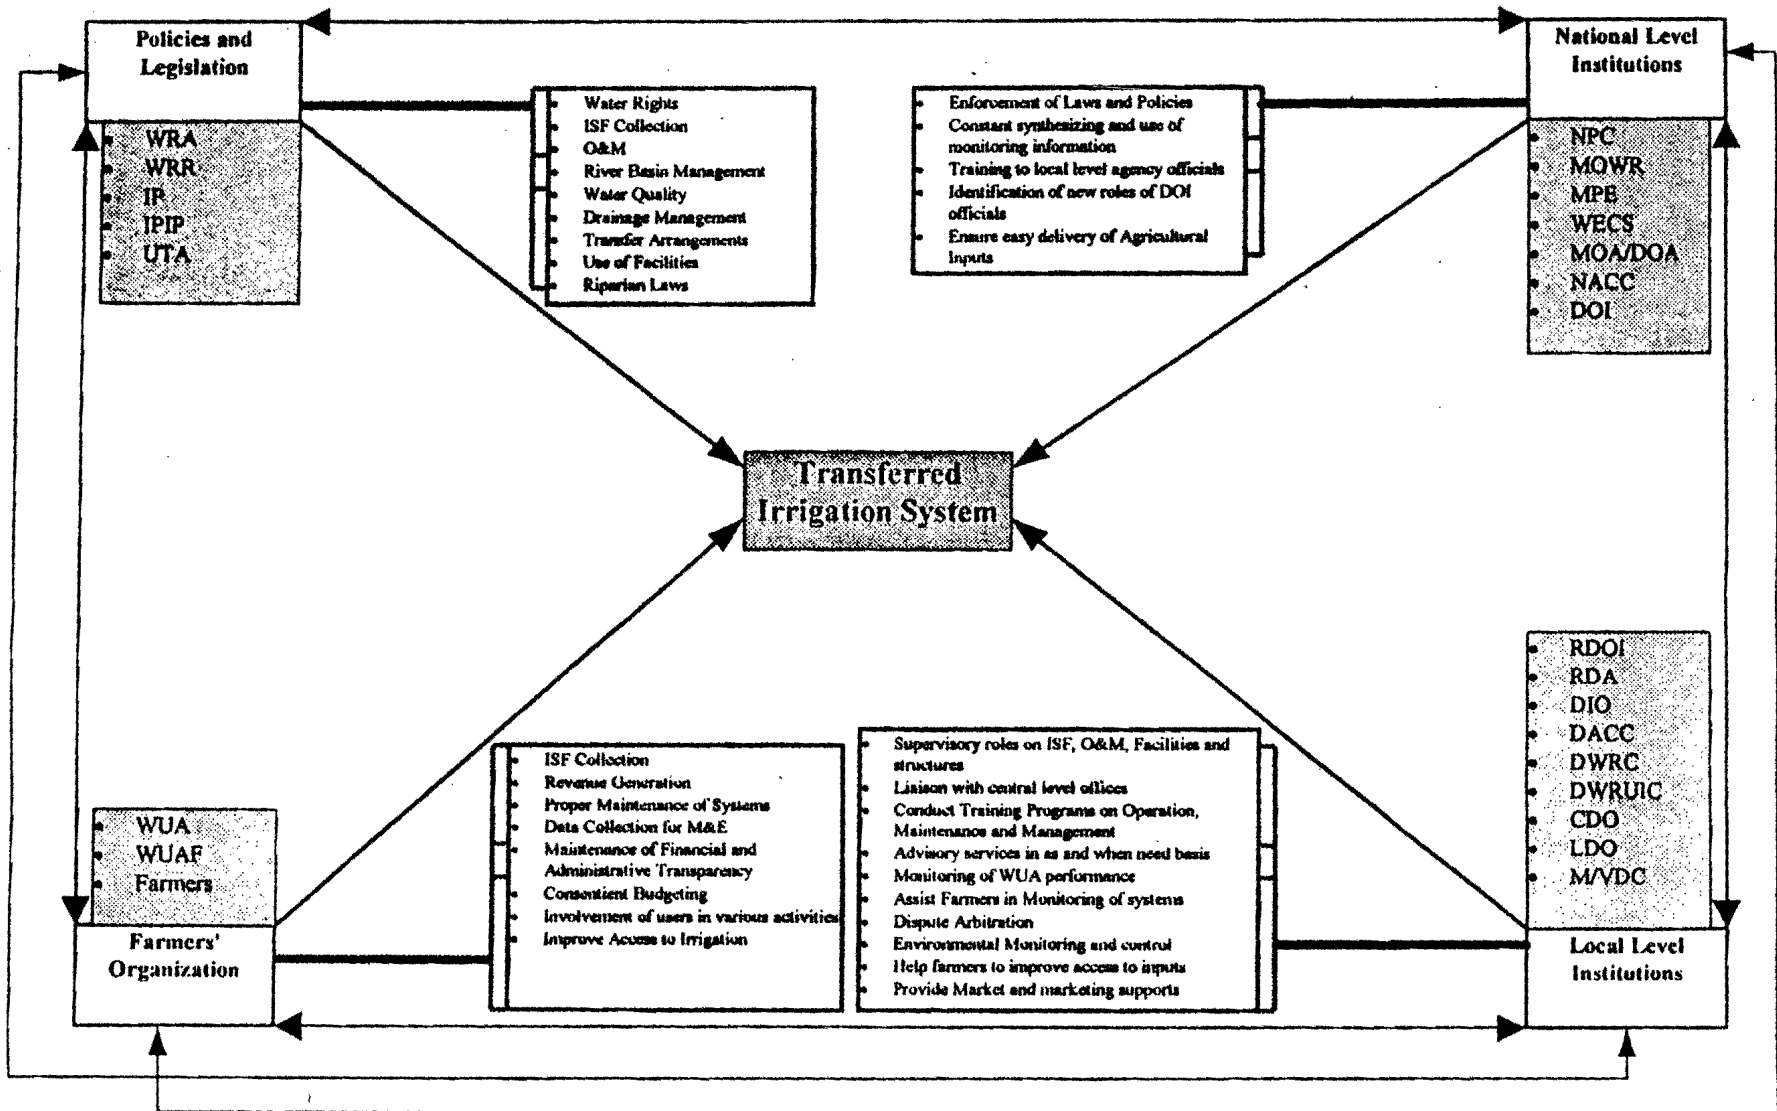 Policies and
Legislation
WRA
WRR
IP
IPIP
UTA
Water Rights
ISF Collection
O&M
River Basin Management
Water Quality
Drainage Management
Transfer Arrangements
Use of Facilities
Riparian Laws
Enforcement of Laws and Policies
Constant synthesizing and use of
monitoring information
Training to local level agency officials
Identification of new roles of DOI
officials
Ensure easy delivery of Agricultural
Inputs
National Level
Institutions
NPC
MOWR
MPE
WECS
MOA/DOA
NACC
DOI
Transferred
Irrigation System
WUA
WUAF
Farmers
Farmers'
Organization
ISF Collection
Revenue Generation
Proper Maintenance of Systems
Data Collection for M&E
Maintenance of Financial and
Administrative Transparency
Consentient Budgeting
Involvement of users in various activities
Improve Access to Irrigation
Supervisory roles on ISF, O&M, Facilities and
structures
Liaison with central level offices
Conduct Training Programs on Operation,
Maintenance and Management
Advisory services in as and when need basis
Monitoring of WUA performance
Assist Farmers in Monitoring of systems
Dispute Arbitration
Environmental Monitoring and control
Help farmers to improve access to inputs
Provide Market and marketing supports
RDOI
RDA
DIO
DACC
DWRC
DWRUIC
CDO
LDO
M/VDC
Local Level
Institutions